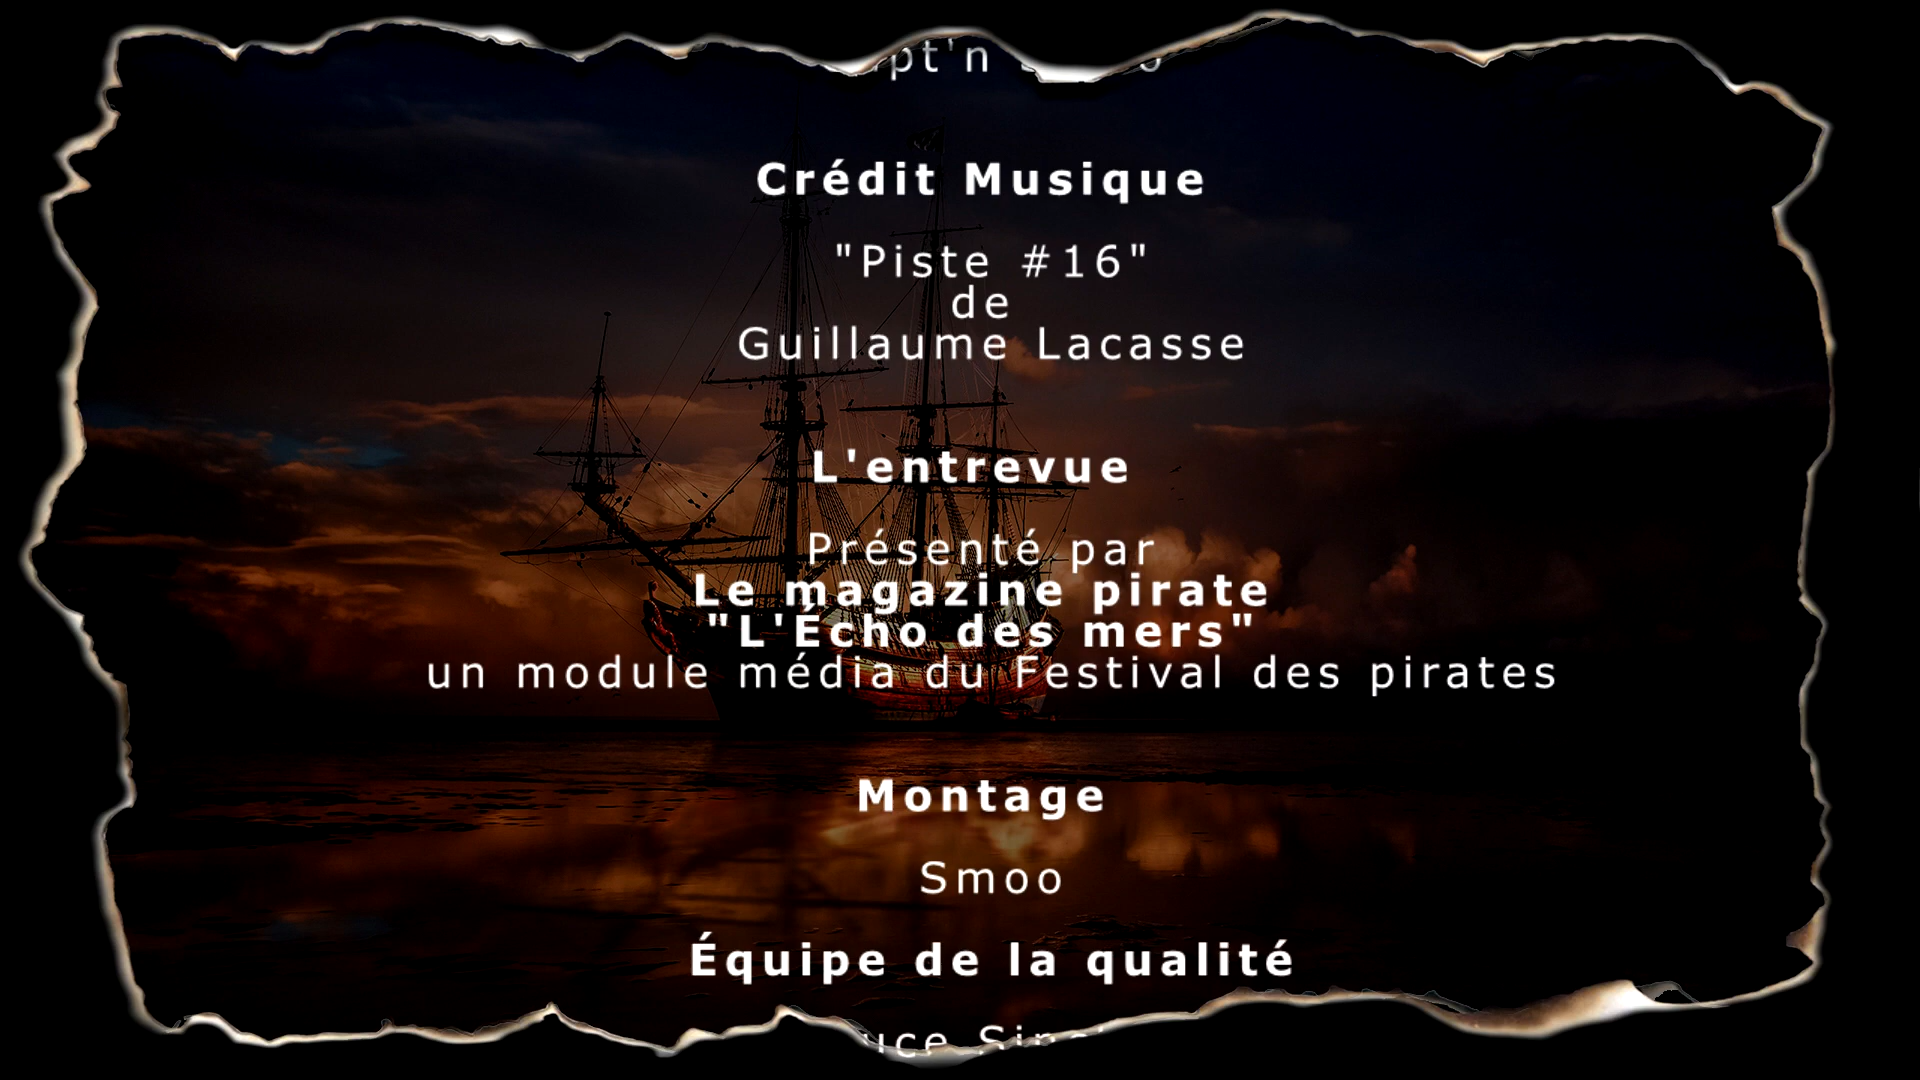 Crédit Musique
"Piste #16"
de
Guillaume Lacasse
L'entrevue
Présenté par
Le magazine pirate
"L'Écho des mers"
un module média du Festival des pirates
Montage
Smoo
Équipe de la qualité